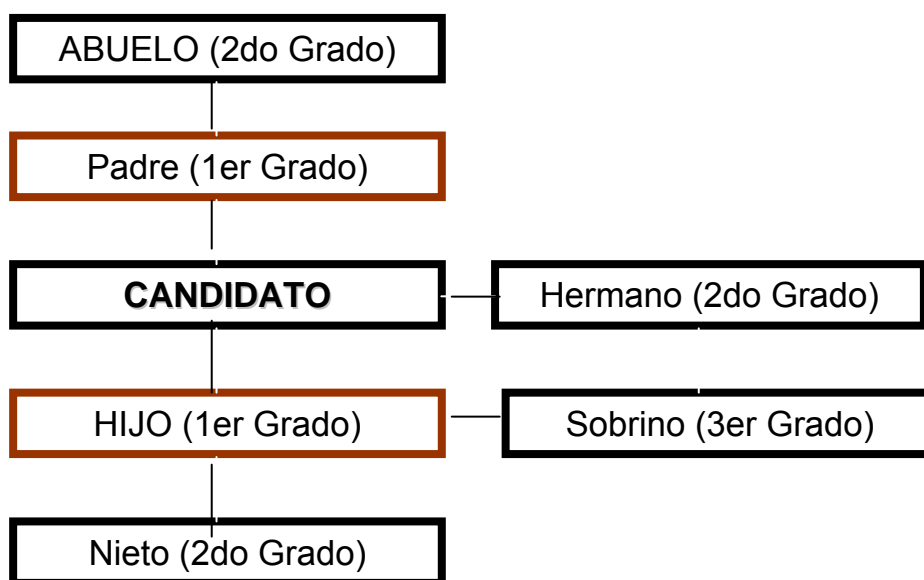 ABUELO (2do Grado)
Padre (1er Grado)
CANDIDATO
Hermano (2do Grado)
HIJO (1er Grado)
Sobrino (3er Grado)
Nieto (2do Grado)